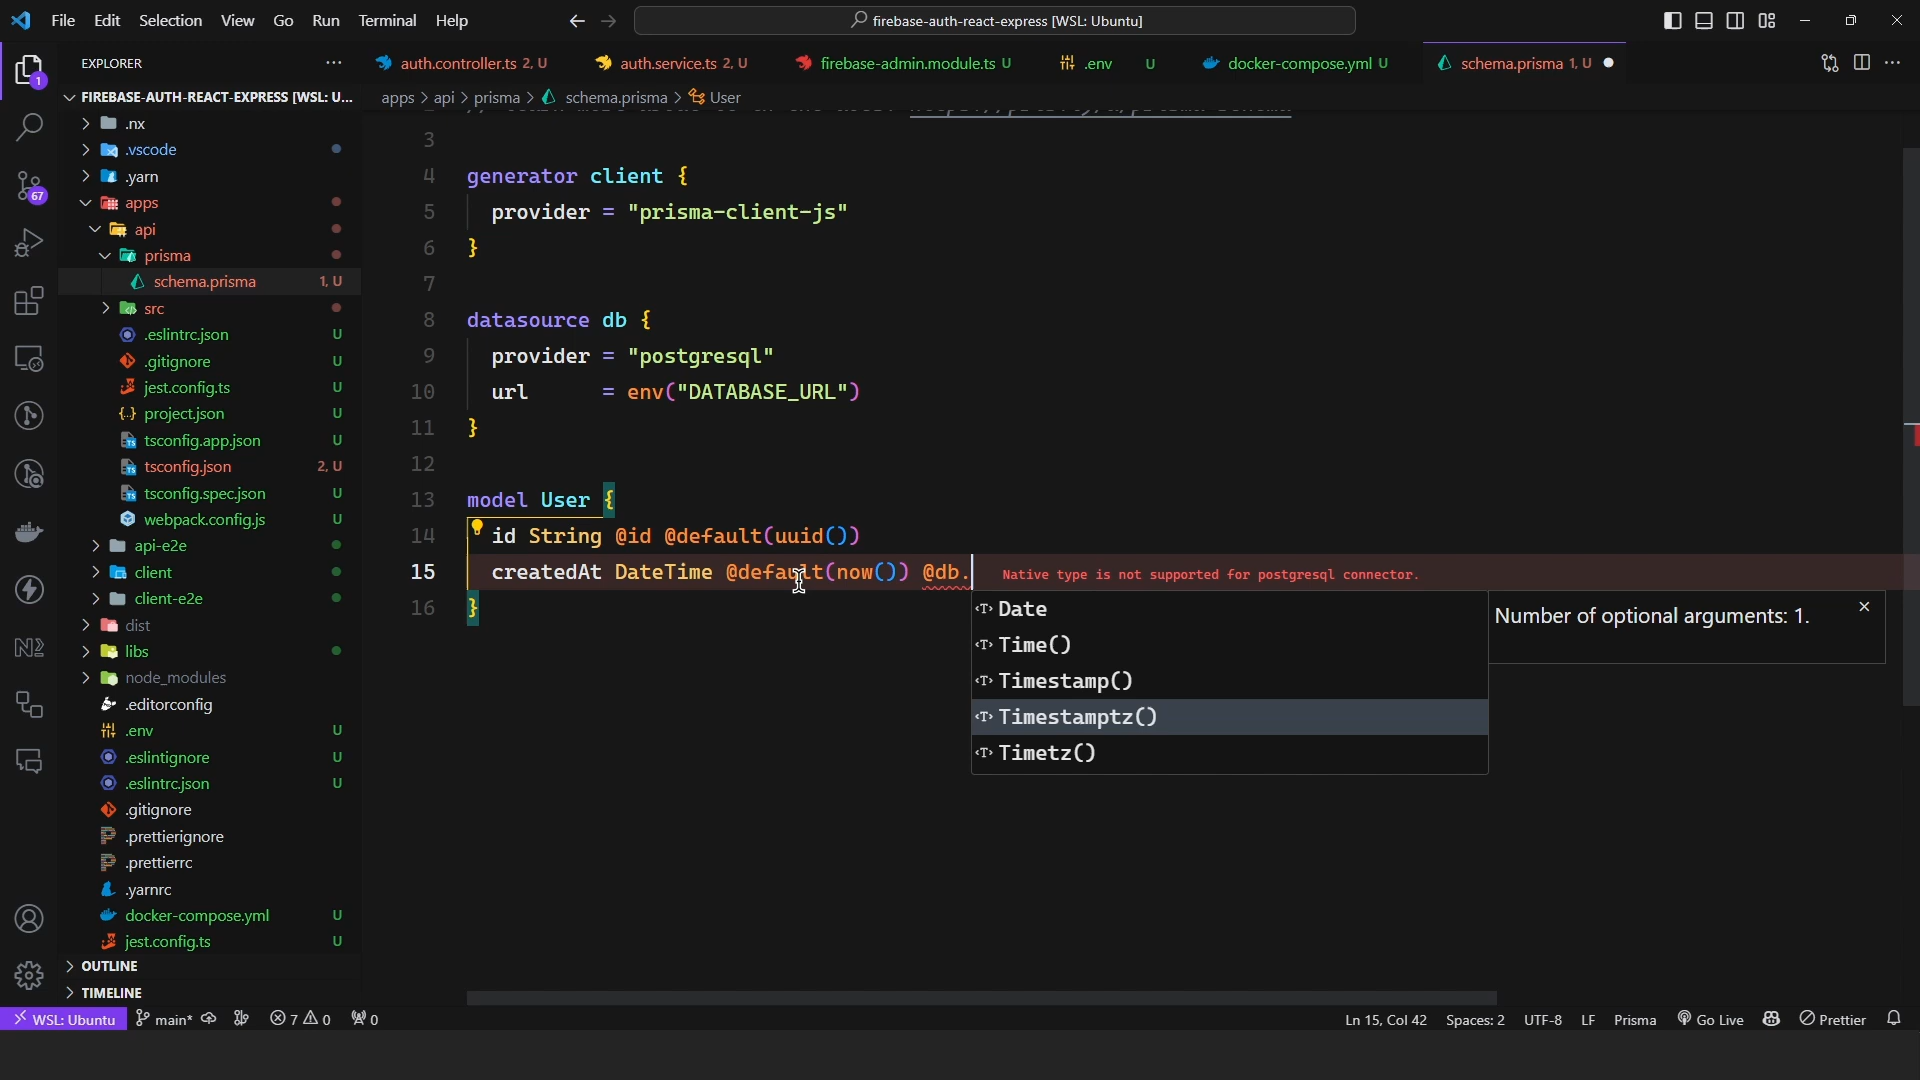 File Edit Selection View Go Run Terminal Help
firebase-auth-react-express [WSL: Ubuntu]
EXPLORER
auth.controller.ts 2, U
auth.service.ts 2, U
firebase-admin.module.ts U
.env U
docker-compose.yml U
schema.prisma 1, U
FIREBASE-AUTH-REACT-EXPRESS [WSL: U...
apps > api > prisma > schema.prisma > User
1
67
.nx
.vscode
.yarn
apps
api
prisma
schema.prisma 1, U
src
.eslintrc.json U
.gitignore U
jest.config.ts U
project.json U
tsconfig.app.json U
tsconfig.json 2, U
tsconfig.spec.json U
webpack.config.js U
api-e2e
client
client-e2e
dist
libs
node_modules
.editorconfig
.env U
.eslintignore U
.eslintrc.json U
.gitignore
.prettierignore
.prettierrc
.yarnrc
docker-compose.yml U
jest.config.ts U
OUTLINE
TIMELINE
3
4 generator client {
5 provider = "prisma-client-js"
6 }
7
8 datasource db {
9 provider = "postgresql"
10 url = env("DATABASE_URL")
11 }
12
13 model User {
14 id String @id @default(uuid())
15 createdAt DateTime @default(now()) @db. Native type is not supported for postgresql connector.
16 }
Date
Time()
Timestamp()
Timestamptz()
Timetz()
Number of optional arguments: 1.
WSL: Ubuntu main* 7 0 0
Ln 15, Col 42 Spaces: 2 UTF-8 LF Prisma Go Live Prettier